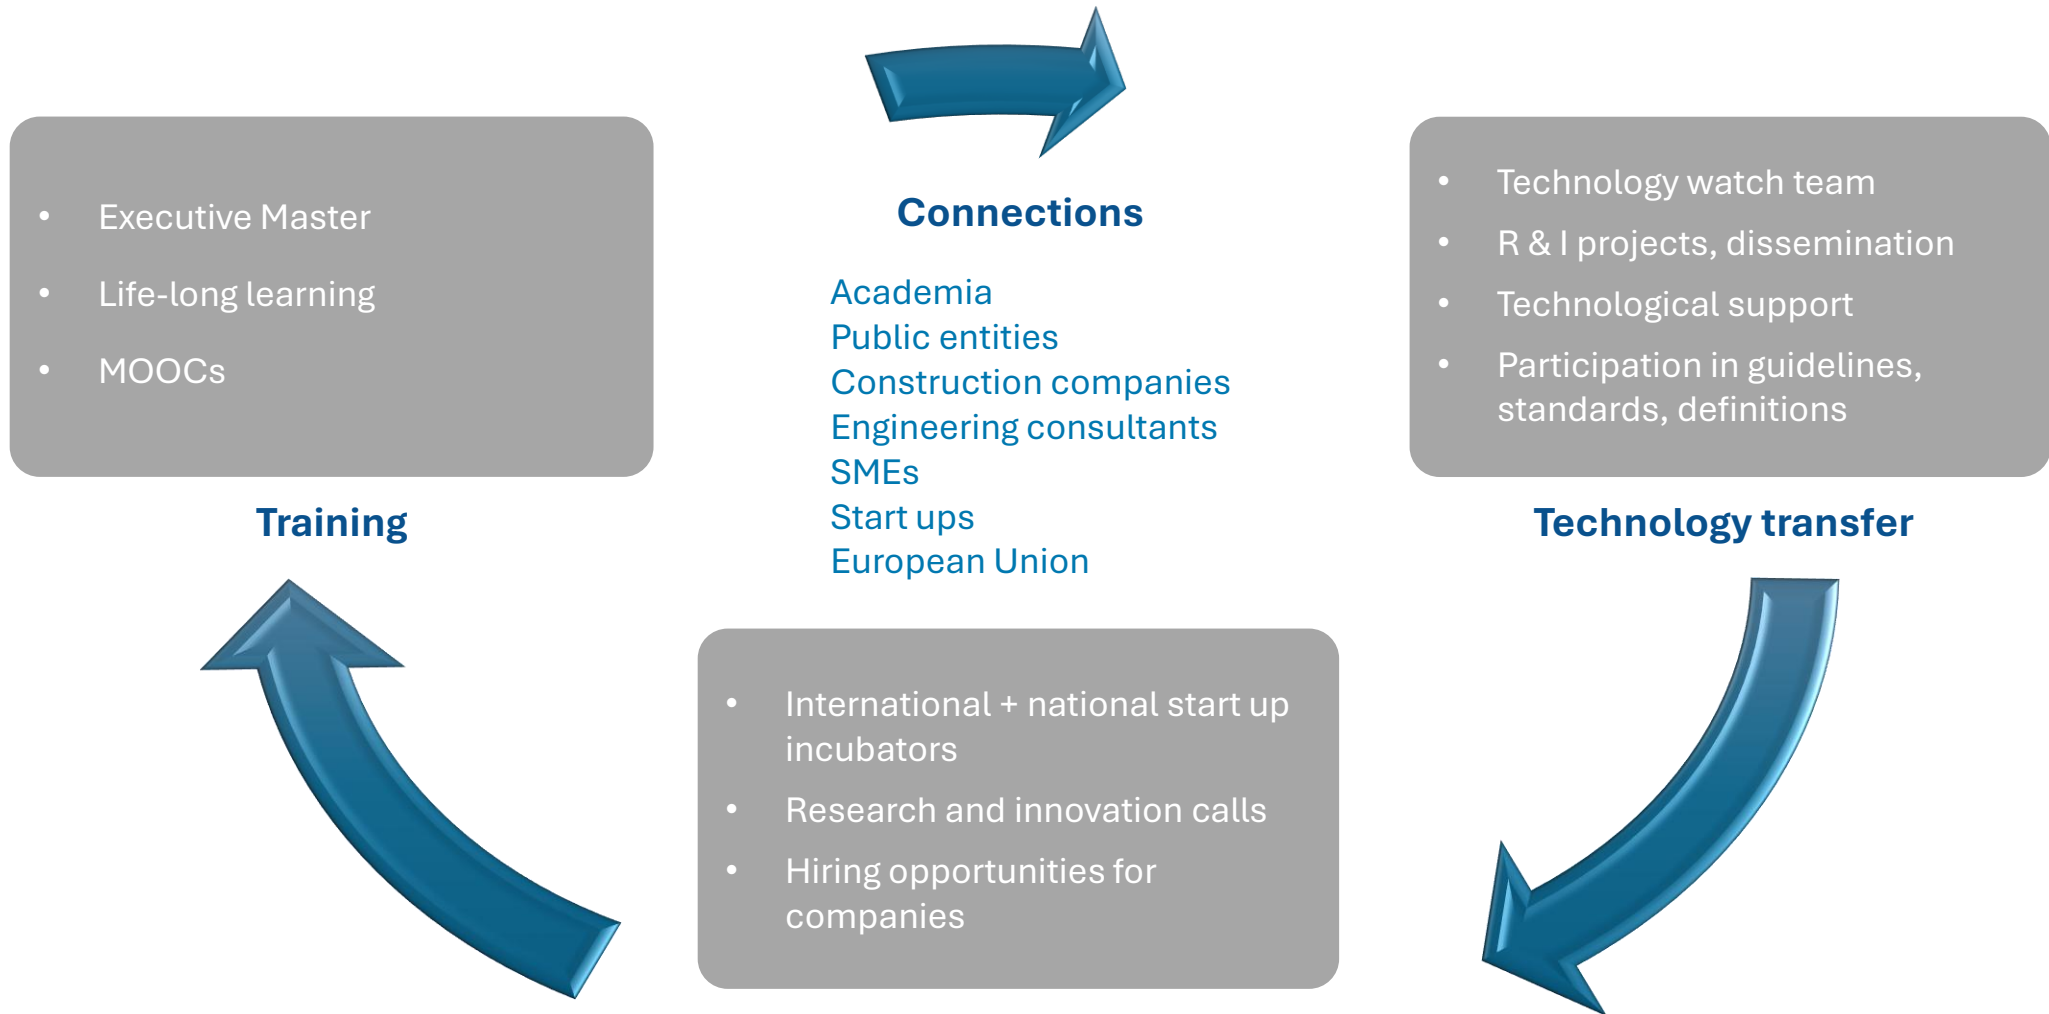 • Executive Master
• Life-long learning
• MOOCs
Training
Connections
Academia
Public entities
Construction companies
Engineering consultants
SMEs
Start ups
European Union
• Technology watch team
• R & I projects, dissemination
• Technological support
• Participation in guidelines,
standards, definitions
Technology transfer
• International + national start up
incubators
• Research and innovation calls
• Hiring opportunities for
companies